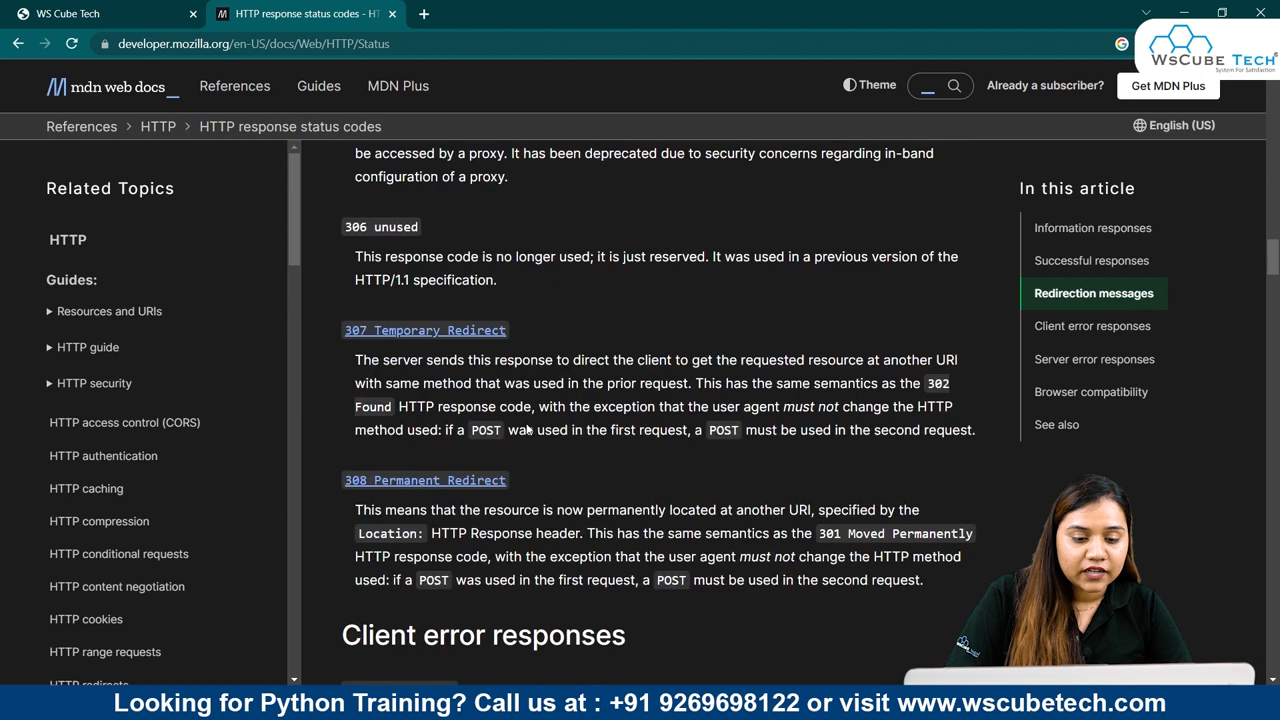 WS Cube Tech
HTTP response status codes - HT
developer.mozilla.org/en-US/docs/Web/HTTP/Status
WsCube Tech
System For Satisfaction
mdn web docs
References
Guides
MDN Plus
Theme
Already a subscriber?
Get MDN Plus
References > HTTP > HTTP response status codes
English (US)
Related Topics
HTTP
Guides:
Resources and URIs
HTTP guide
HTTP security
HTTP access control (CORS)
HTTP authentication
HTTP caching
HTTP compression
HTTP conditional requests
HTTP content negotiation
HTTP cookies
HTTP range requests
HTTP redirects
be accessed by a proxy. It has been deprecated due to security concerns regarding in-band
configuration of a proxy.
306 unused
This response code is no longer used; it is just reserved. It was used in a previous version of the
HTTP/1.1 specification.
307 Temporary Redirect
The server sends this response to direct the client to get the requested resource at another URI
with same method that was used in the prior request. This has the same semantics as the 302
Found HTTP response code, with the exception that the user agent must not change the HTTP
method used: if a POST was used in the first request, a POST must be used in the second request.
308 Permanent Redirect
This means that the resource is now permanently located at another URI, specified by the
Location: HTTP Response header. This has the same semantics as the 301 Moved Permanently
HTTP response code, with the exception that the user agent must not change the HTTP method
used: if a POST was used in the first request, a POST must be used in the second request.
Client error responses
In this article
Information responses
Successful responses
Redirection messages
Client error responses
Server error responses
Browser compatibility
See also
Looking for Python Training? Call us at : +91 9269698122 or visit www.wscubetech.com